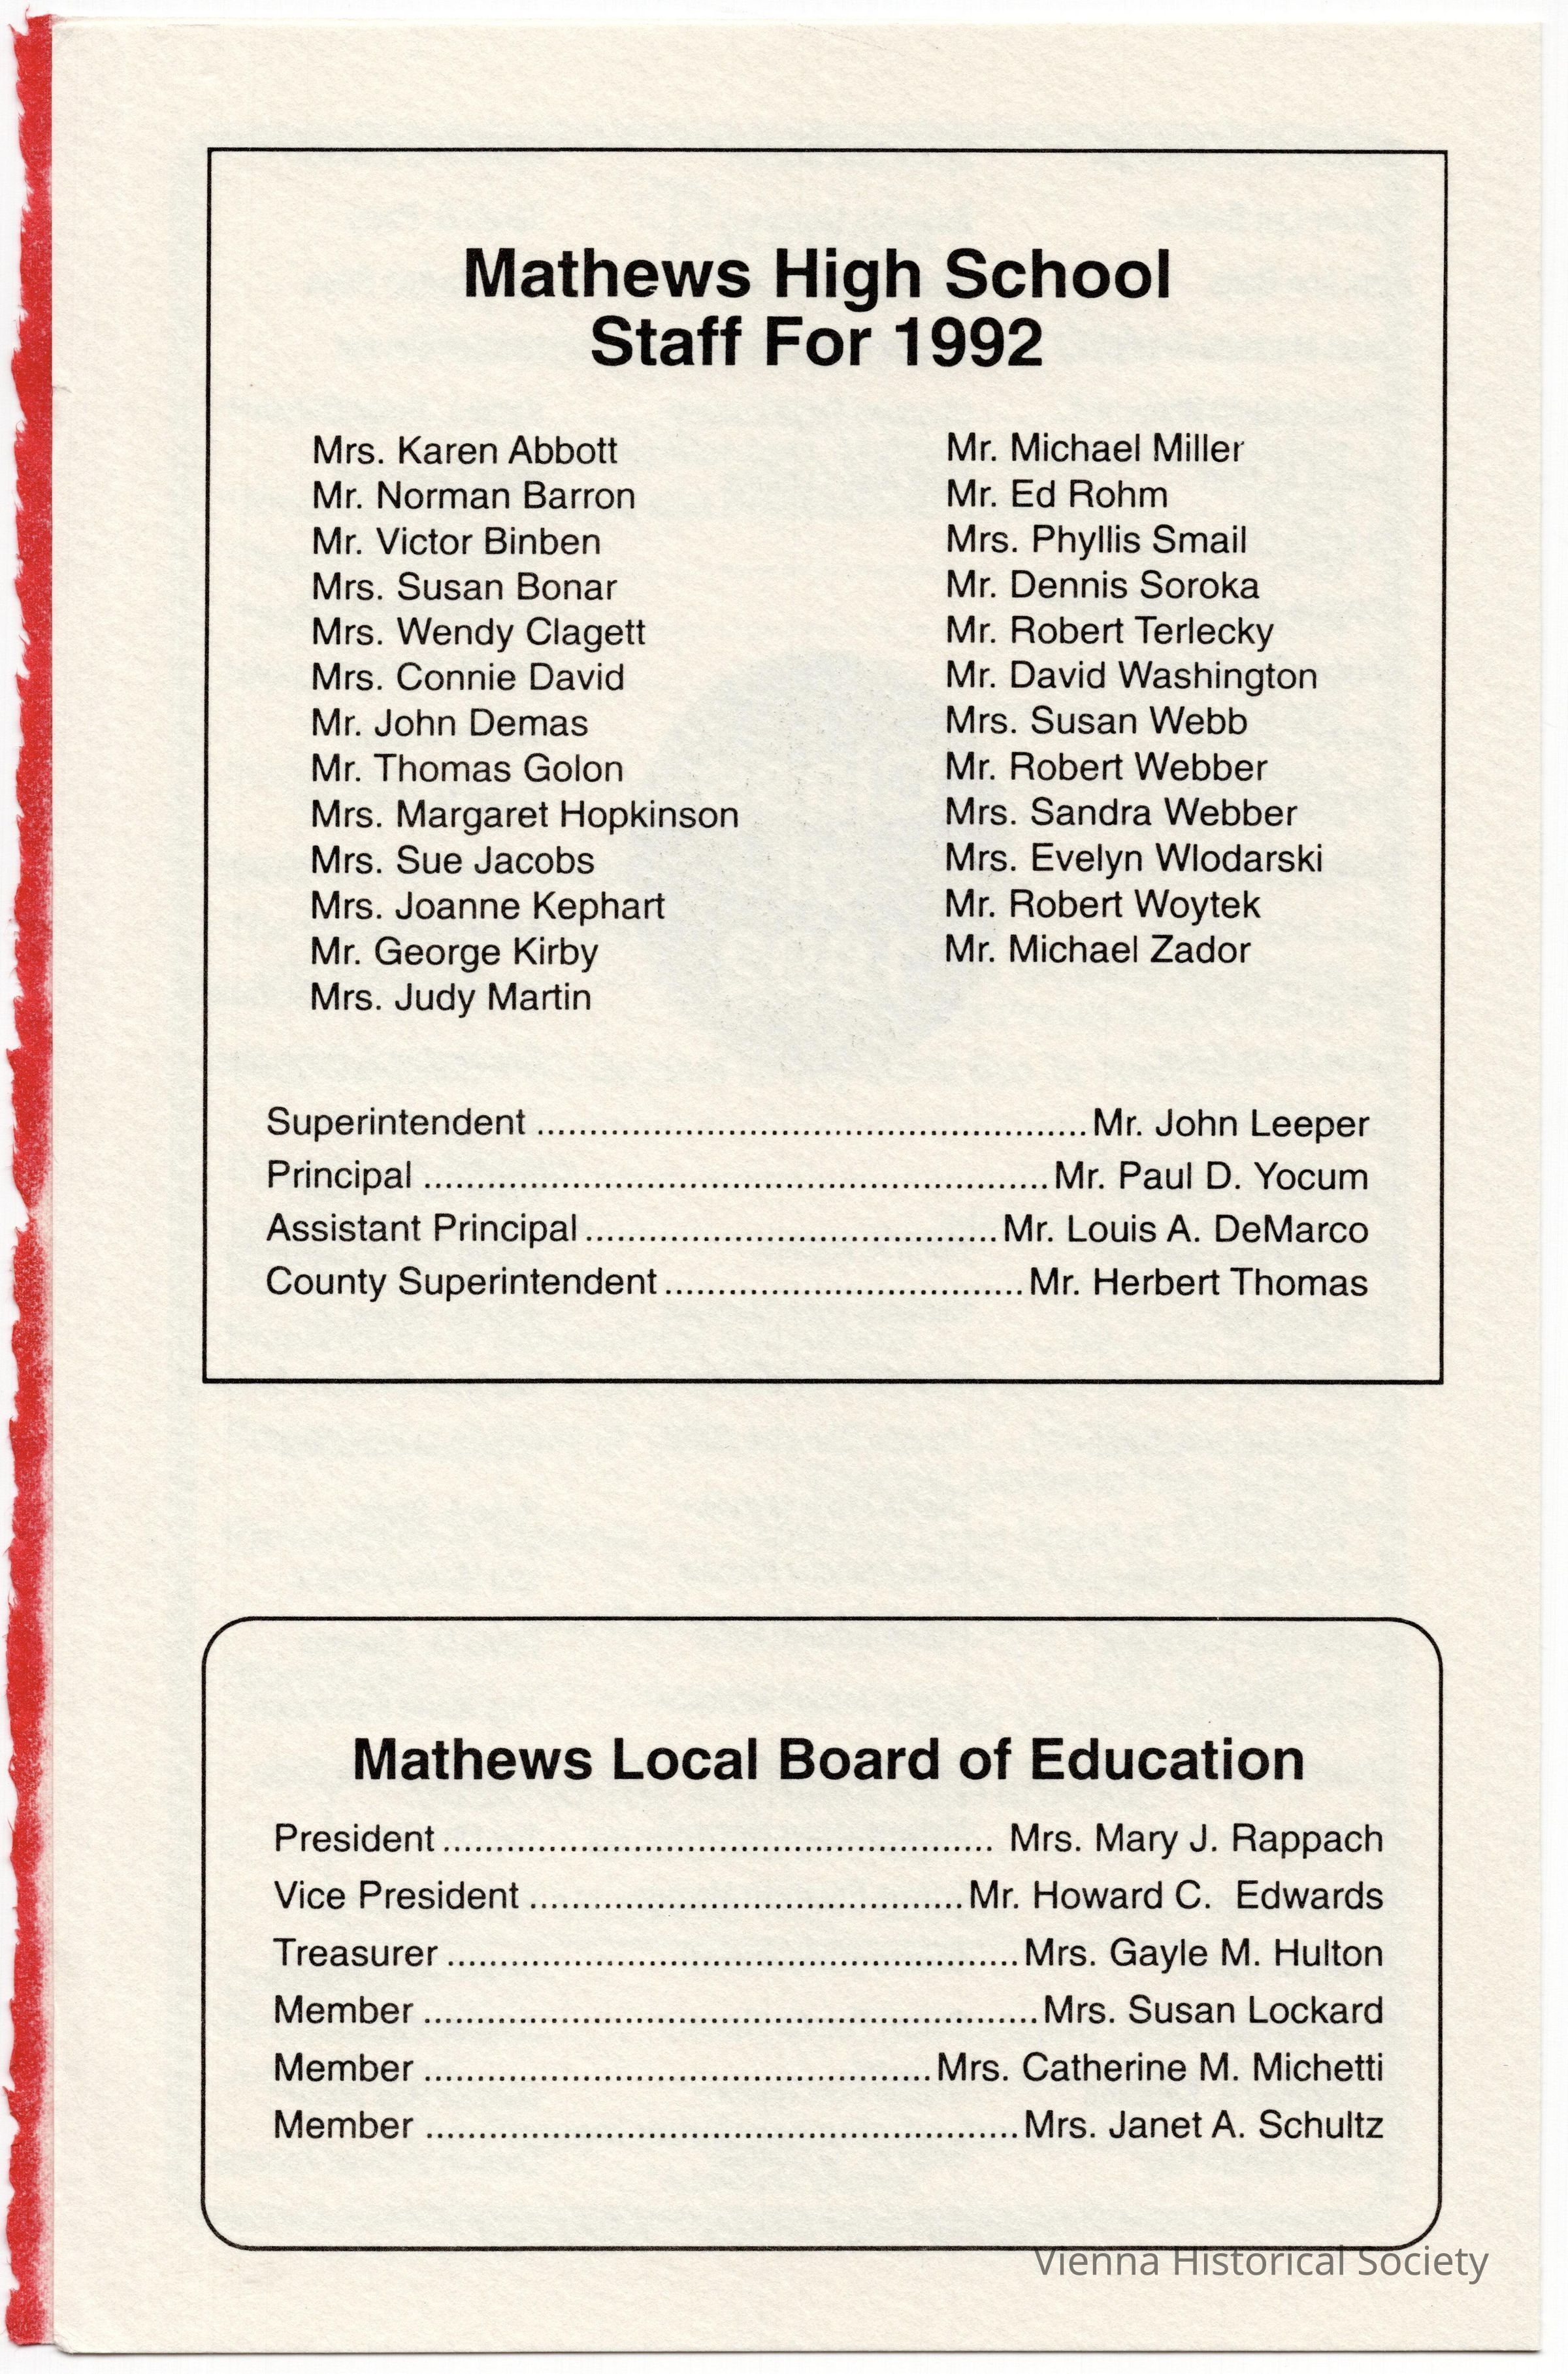 Mathews High School
Staff For 1992
Mrs. Karen Abbott
Mr. Norman Barron
Mr. Victor Binben
Mrs. Susan Bonar
Mrs. Wendy Clagett
Mrs. Connie David
Mr. John Demas
Mr. Thomas Golon
Mrs. Margaret Hopkinson
Mrs. Sue Jacobs
Mrs. Joanne Kephart
Mr. George Kirby
Mrs. Judy Martin
Mr. Michael Miller
Mr. Ed Rohm
Mrs. Phyllis Smail
Mr. Dennis Soroka
Mr. Robert Terlecky
Mr. David Washington
Mrs. Susan Webb
Mr. Robert Webber
Mrs. Sandra Webber
Mrs. Evelyn Wlodarski
Mr. Robert Woytek
Mr. Michael Zador
Superintendent ..................................................... Mr. John Leeper
Principal ............................................................ Mr. Paul D. Yocum
Assistant Principal ....................................... Mr. Louis A. DeMarco
County Superintendent .................................. Mr. Herbert Thomas
Mathews Local Board of Education
President .................................................... Mrs. Mary J. Rappach
Vice President ......................................... Mr. Howard C. Edwards
Treasurer ...................................................... Mrs. Gayle M. Hulton
Member .......................................................... Mrs. Susan Lockard
Member ................................................ Mrs. Catherine M. Michetti
Member ........................................................ Mrs. Janet A. Schultz
Vienna Historical Society